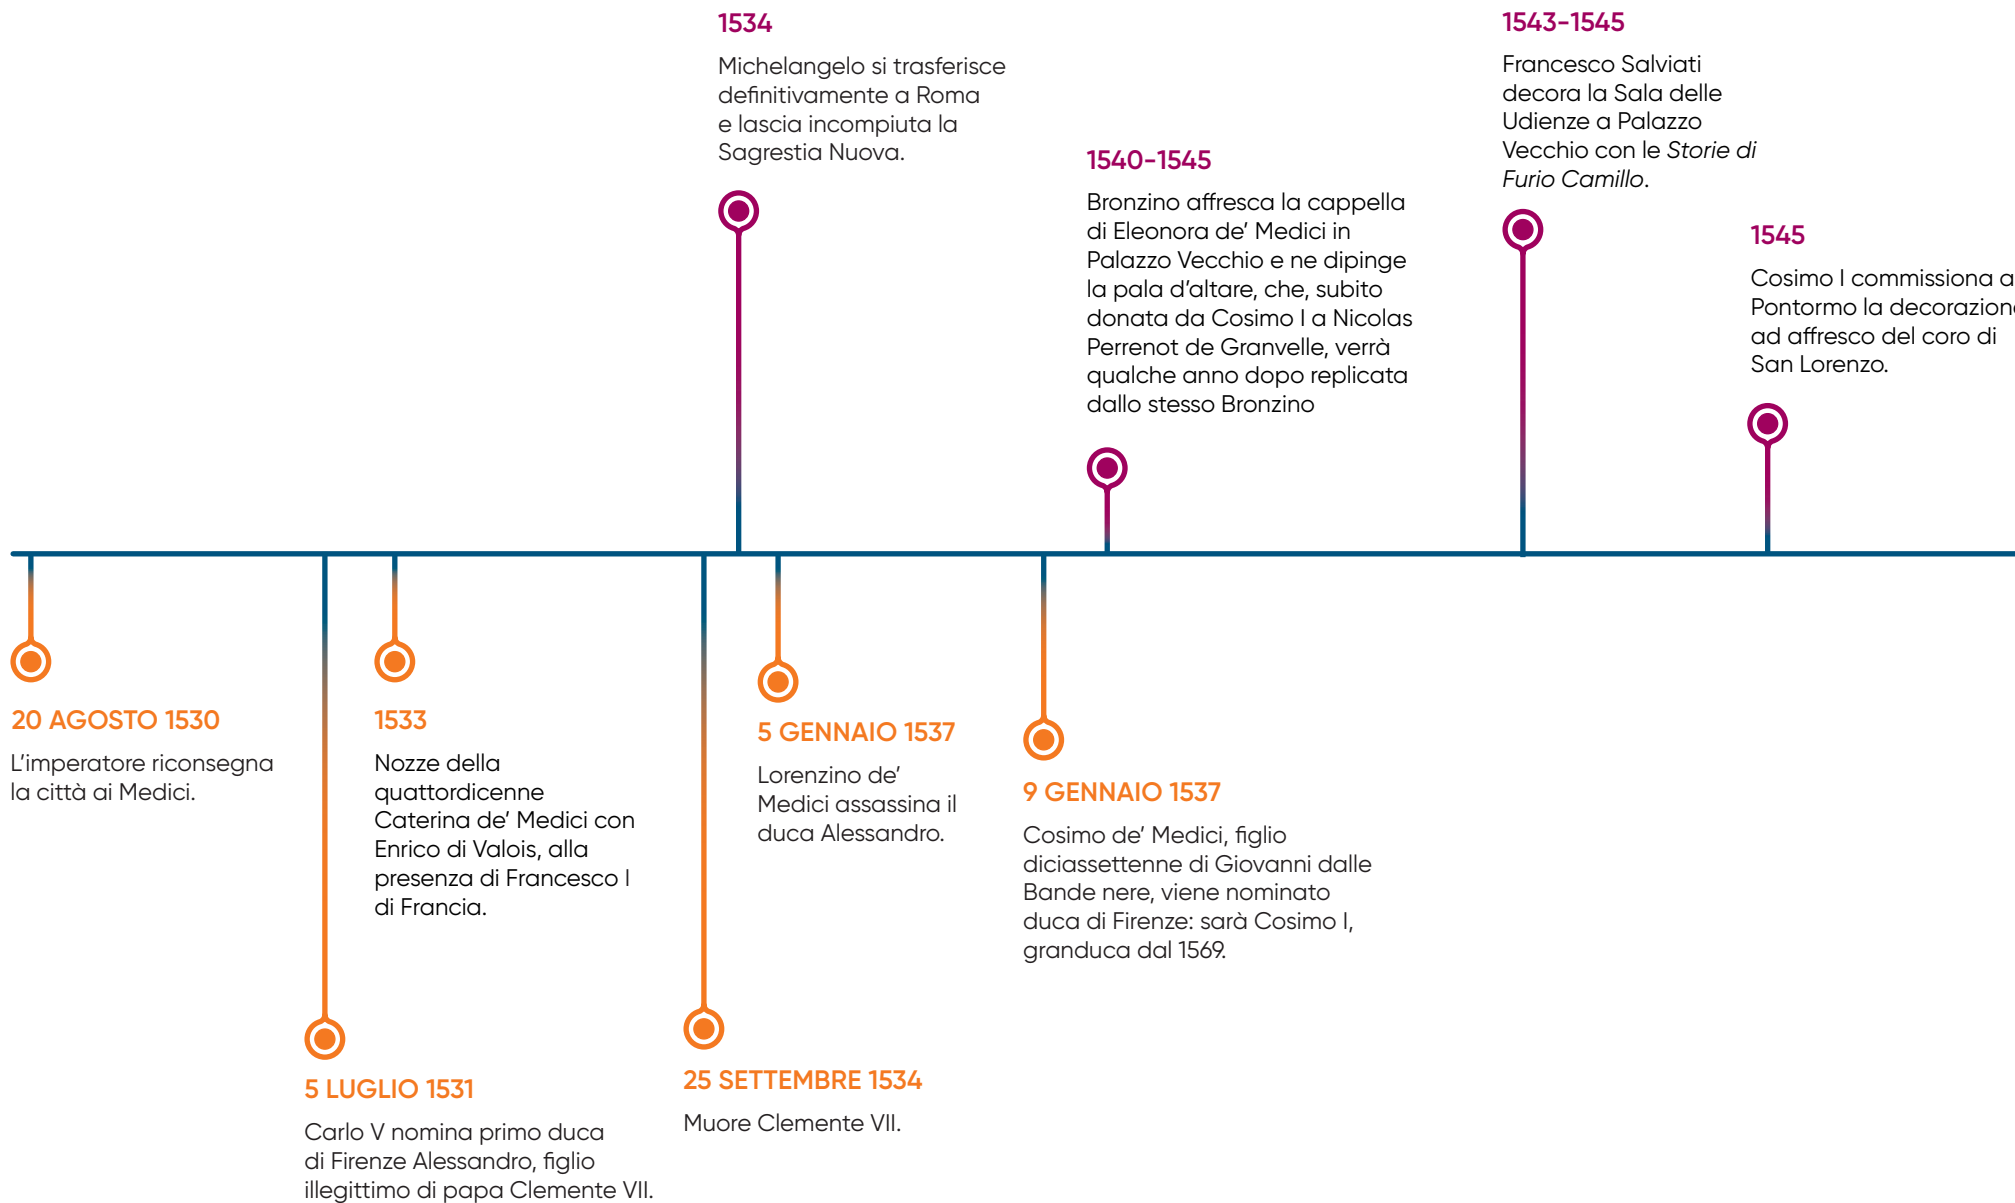 1534
Michelangelo si trasferisce
definitivamente a Roma
e lascia incompiuta la
Sagrestia Nuova.
1540-1545
Bronzino affresca la cappella
di Eleonora de’ Medici in
Palazzo Vecchio e ne dipinge
la pala d’altare, che, subito
donata da Cosimo I a Nicolas
Perrenot de Granvelle, verrà
qualche anno dopo replicata
dallo stesso Bronzino
1543-1545
Francesco Salviati
decora la Sala delle
Udienze a Palazzo
Vecchio con le Storie di
Furio Camillo.
1545
Cosimo I commissiona a
Pontormo la decorazione
ad affresco del coro di
San Lorenzo.
20 AGOSTO 1530
L’imperatore riconsegna
la città ai Medici.
5 LUGLIO 1531
Carlo V nomina primo duca
di Firenze Alessandro, figlio
illegittimo di papa Clemente VII.
1533
Nozze della
quattordicenne
Caterina de’ Medici con
Enrico di Valois, alla
presenza di Francesco I
di Francia.
25 SETTEMBRE 1534
Muore Clemente VII.
5 GENNAIO 1537
Lorenzino de’
Medici assassina il
duca Alessandro.
9 GENNAIO 1537
Cosimo de’ Medici, figlio
diciassettenne di Giovanni dalle
Bande nere, viene nominato
duca di Firenze: sarà Cosimo I,
granduca dal 1569.